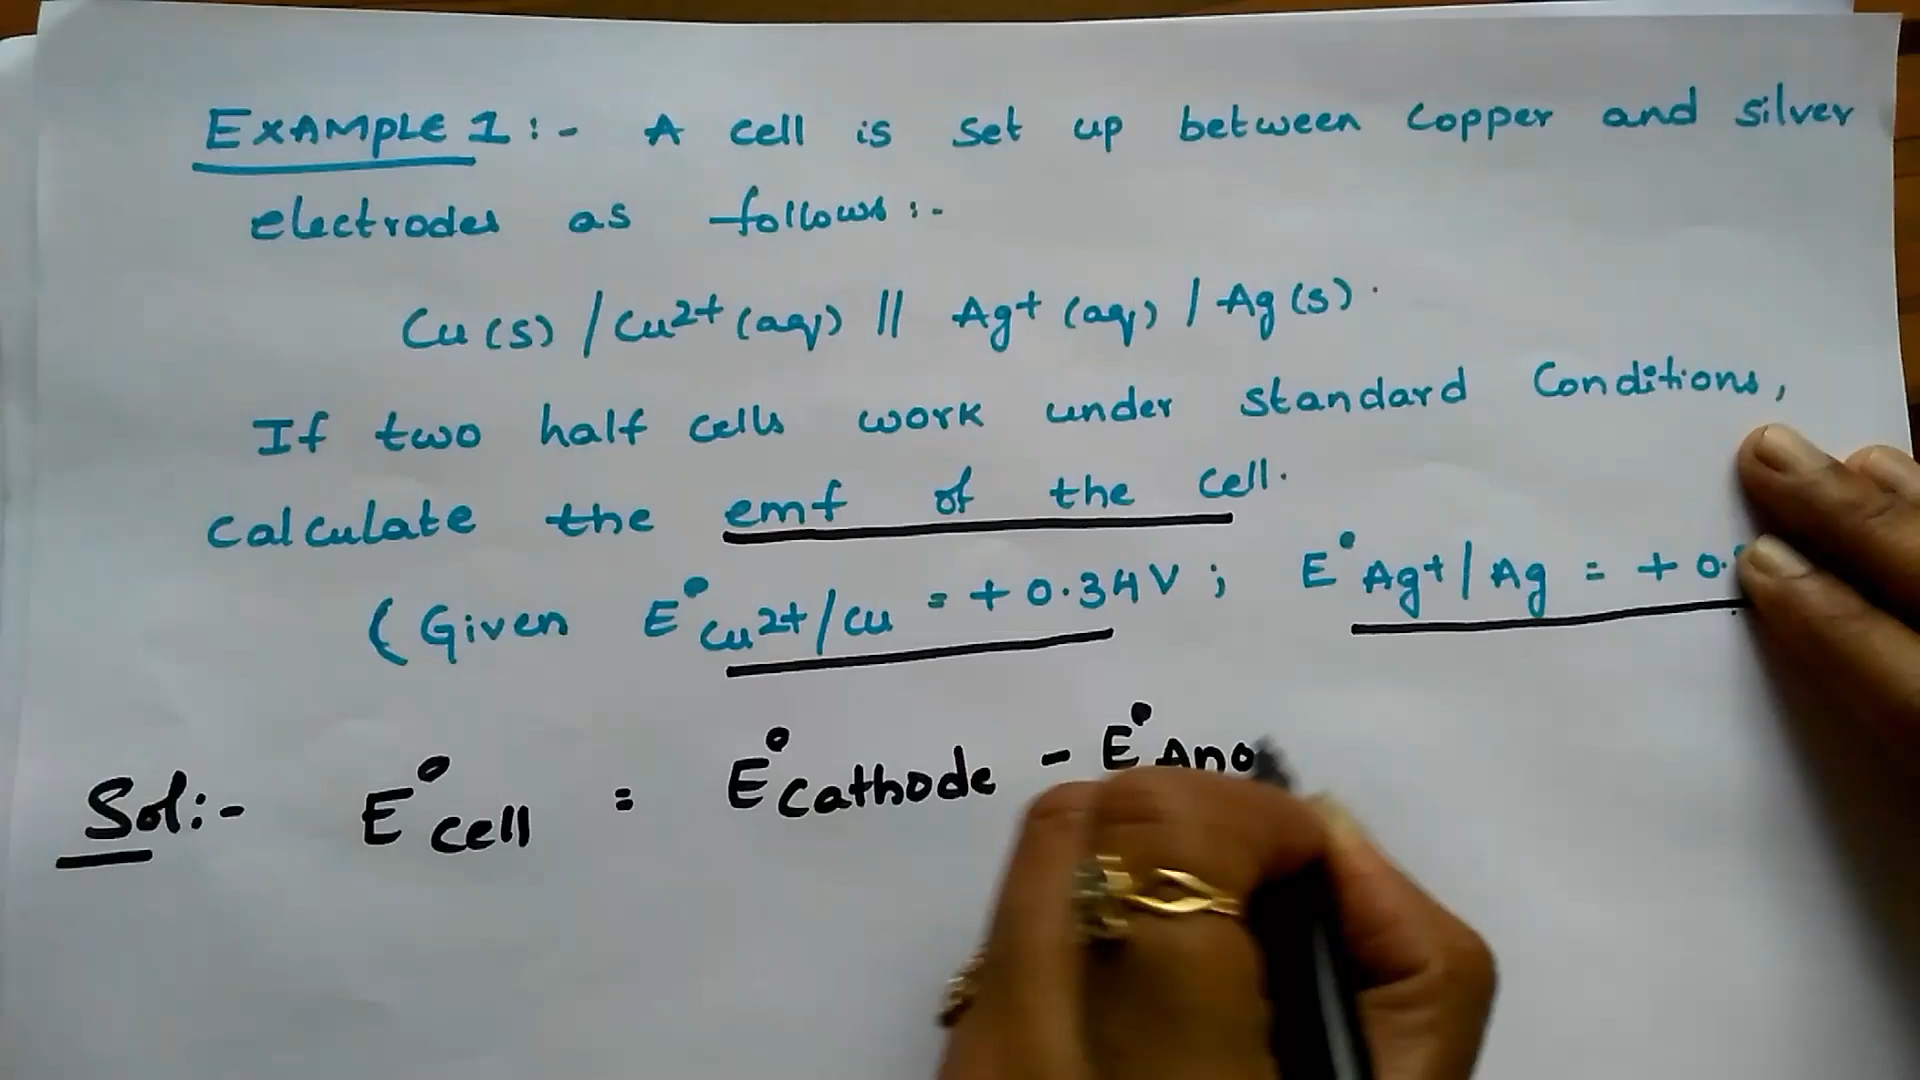 EXAMPLE 1 :- A cell is set up between copper and silver
electrodes as follows :-
Cu (s) / Cu2+ (aq) // Ag+ (aq) / Ag (s).
If two half cells work under standard Conditions,
calculate the emf of the cell.
(Given E° Cu2+/Cu = + 0.34V ; E° Ag+ / Ag = + 0.
Sol:- E° cell = E° Cathode - E° Ano